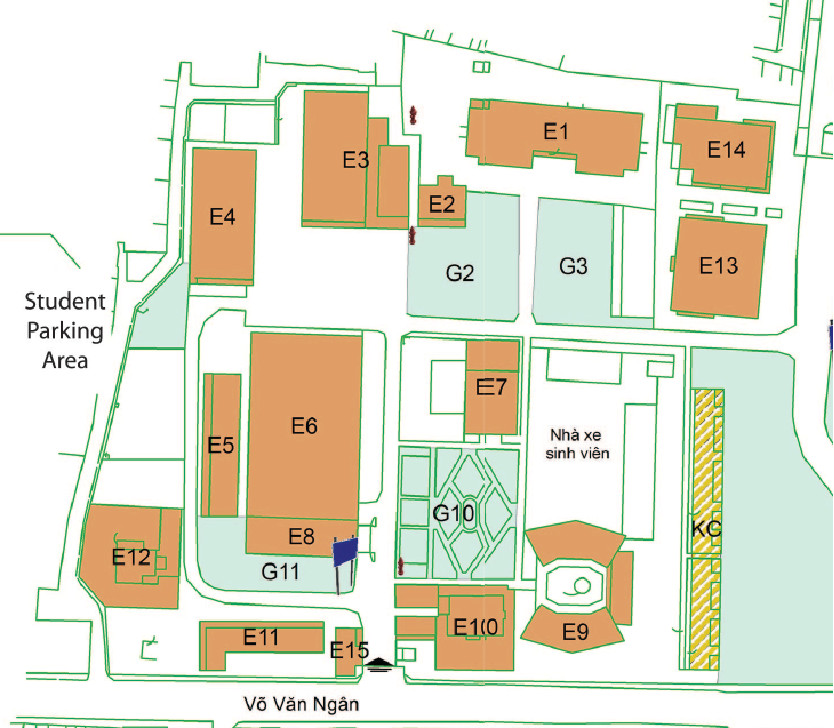 E1
E14
E3
E2
E4
E13
G3
G2
Student
Parking
Area
E7
E6
E5
Nhà xe
sinh viên
G10
KC
E8
E12
G11
E10
E9
E11
E15
Võ Văn Ngân